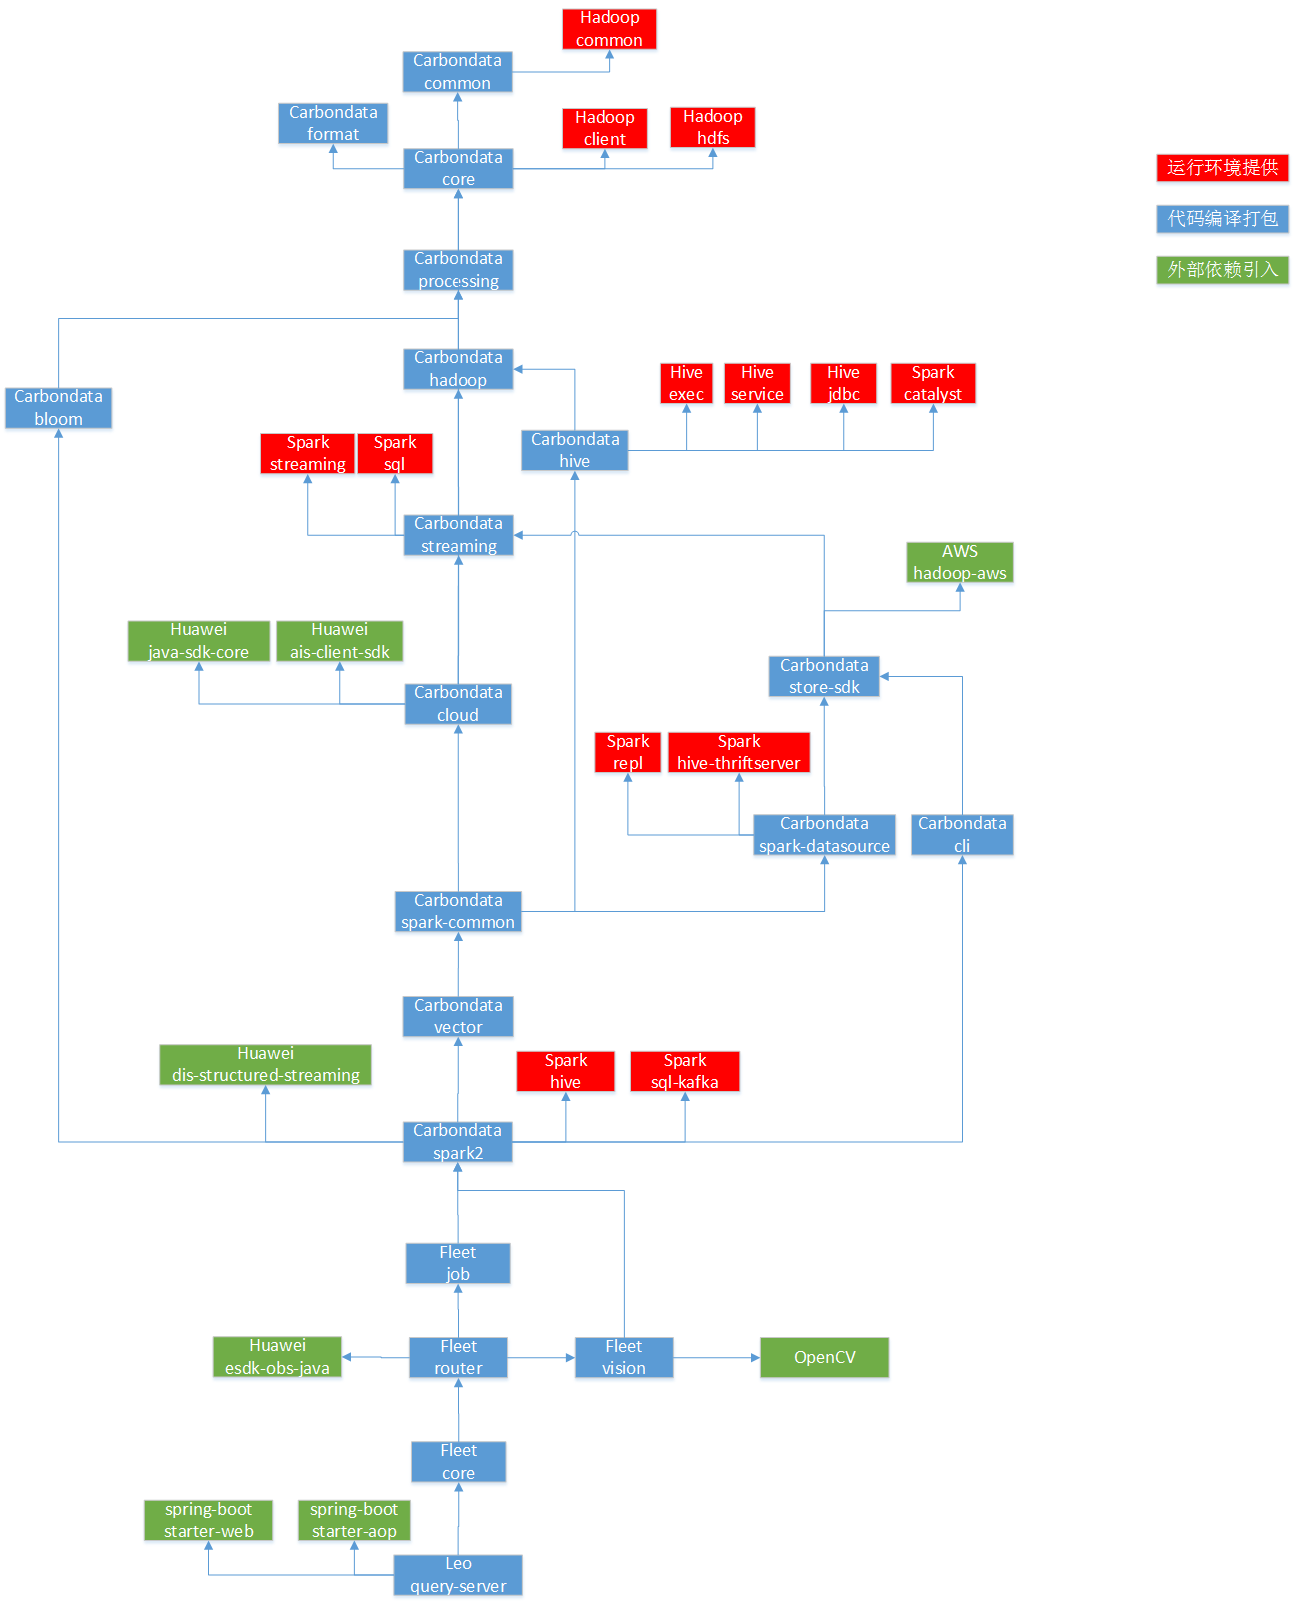 Hadoop
common
Carbondata
common
Carbondata
format
Hadoop
client
Hadoop
hdfs
Carbondata
core
运行环境提供
代码编译打包
外部依赖引入
Carbondata
processing
Carbondata
hadoop
Carbondata
bloom
Hive
exec
Hive
service
Hive
jdbc
Spark
catalyst
Spark
streaming
Spark
sql
Carbondata
hive
Carbondata
streaming
AWS
hadoop-aws
Huawei
java-sdk-core
Huawei
ais-client-sdk
Carbondata
store-sdk
Carbondata
cloud
Spark
repl
Spark
hive-thriftserver
Carbondata
spark-datasource
Carbondata
cli
Carbondata
spark-common
Carbondata
vector
Huawei
dis-structured-streaming
Spark
hive
Spark
sql-kafka
Carbondata
spark2
Fleet
job
Huawei
esdk-obs-java
Fleet
router
Fleet
vision
OpenCV
Fleet
core
spring-boot
starter-web
spring-boot
starter-aop
Leo
query-server